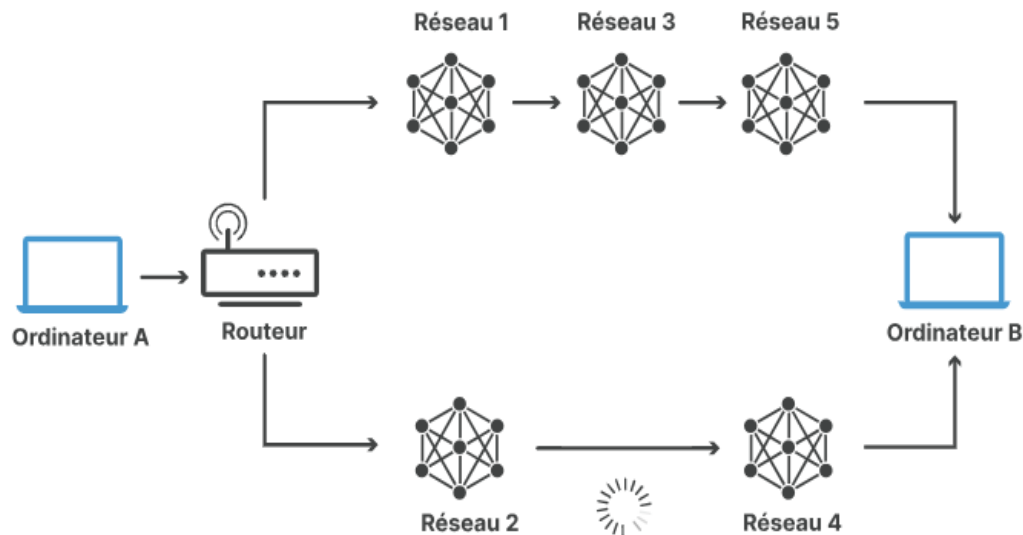 Réseau 1
Réseau 3
Réseau 5
Ordinateur A
Routeur
Ordinateur B
Réseau 2
Réseau 4